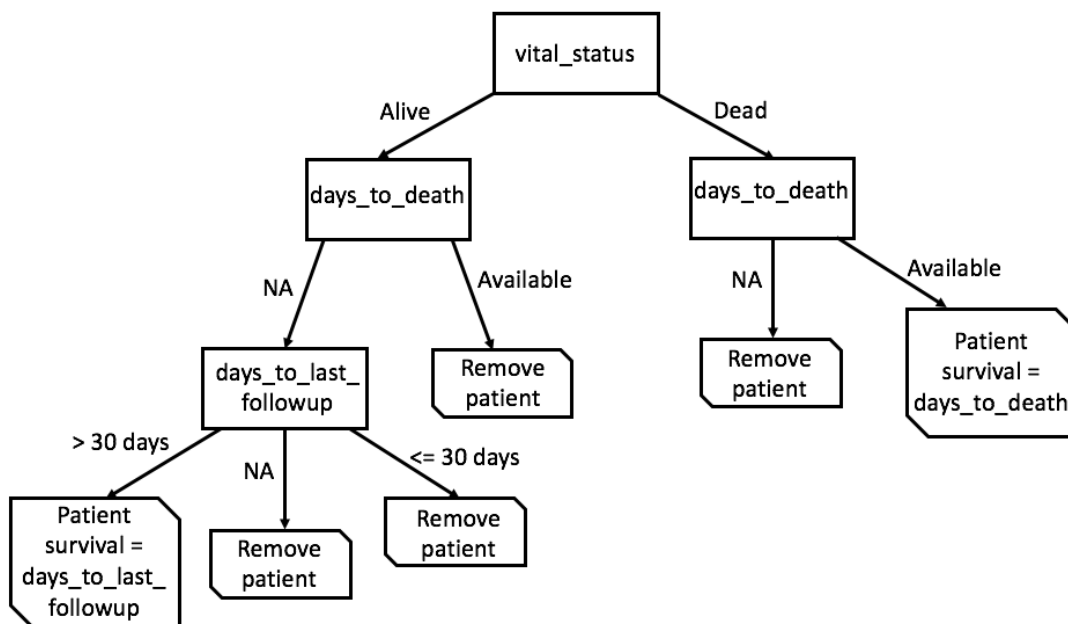 vital_status
Alive
Dead
days_to_death
days_to_death
NA
Available
NA
Available
days_to_last_
followup
Remove
patient
Remove
patient
Patient
survival =
days_to_death
> 30 days
NA
<= 30 days
Patient
survival =
days_to_last_
followup
Remove
patient
Remove
patient